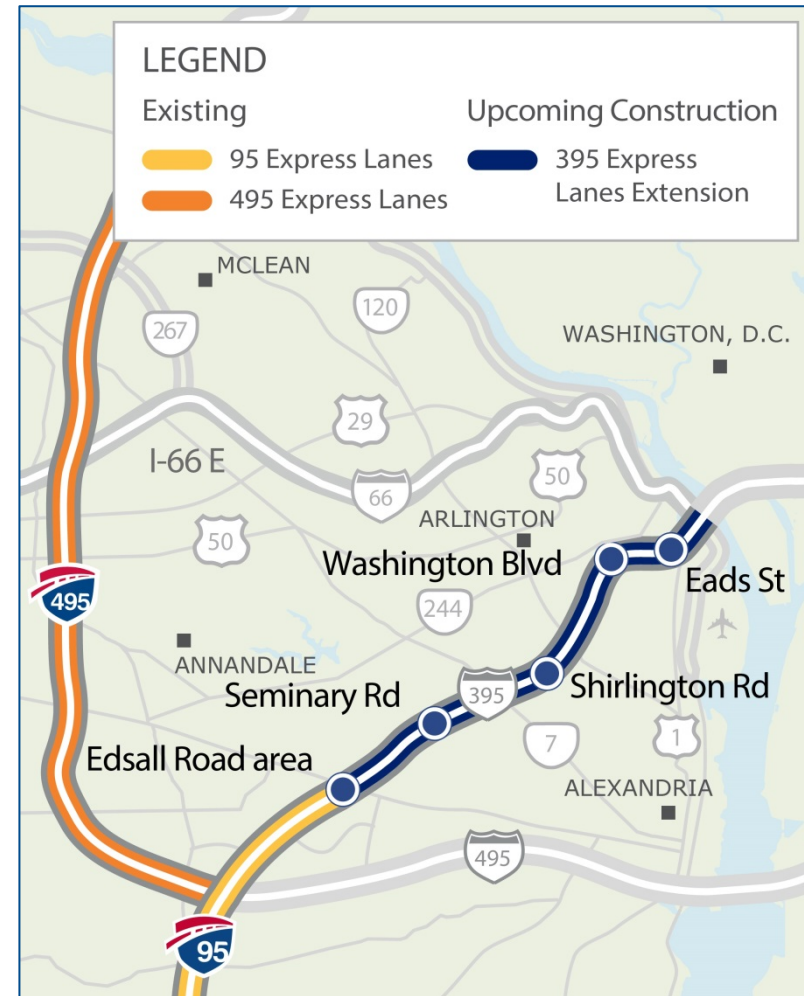 LEGEND
Existing
95 Express Lanes
495 Express Lanes
Upcoming Construction
395 Express
Lanes Extension
MCLEAN
120
267
WASHINGTON, D.C.
29
I-66 E
66
50
50
ARLINGTON
Washington Blvd
Eads St
495
244
ANNANDALE
Seminary Rd
395
Shirlington Rd
7
1
Edsall Road area
ALEXANDRIA
495
95